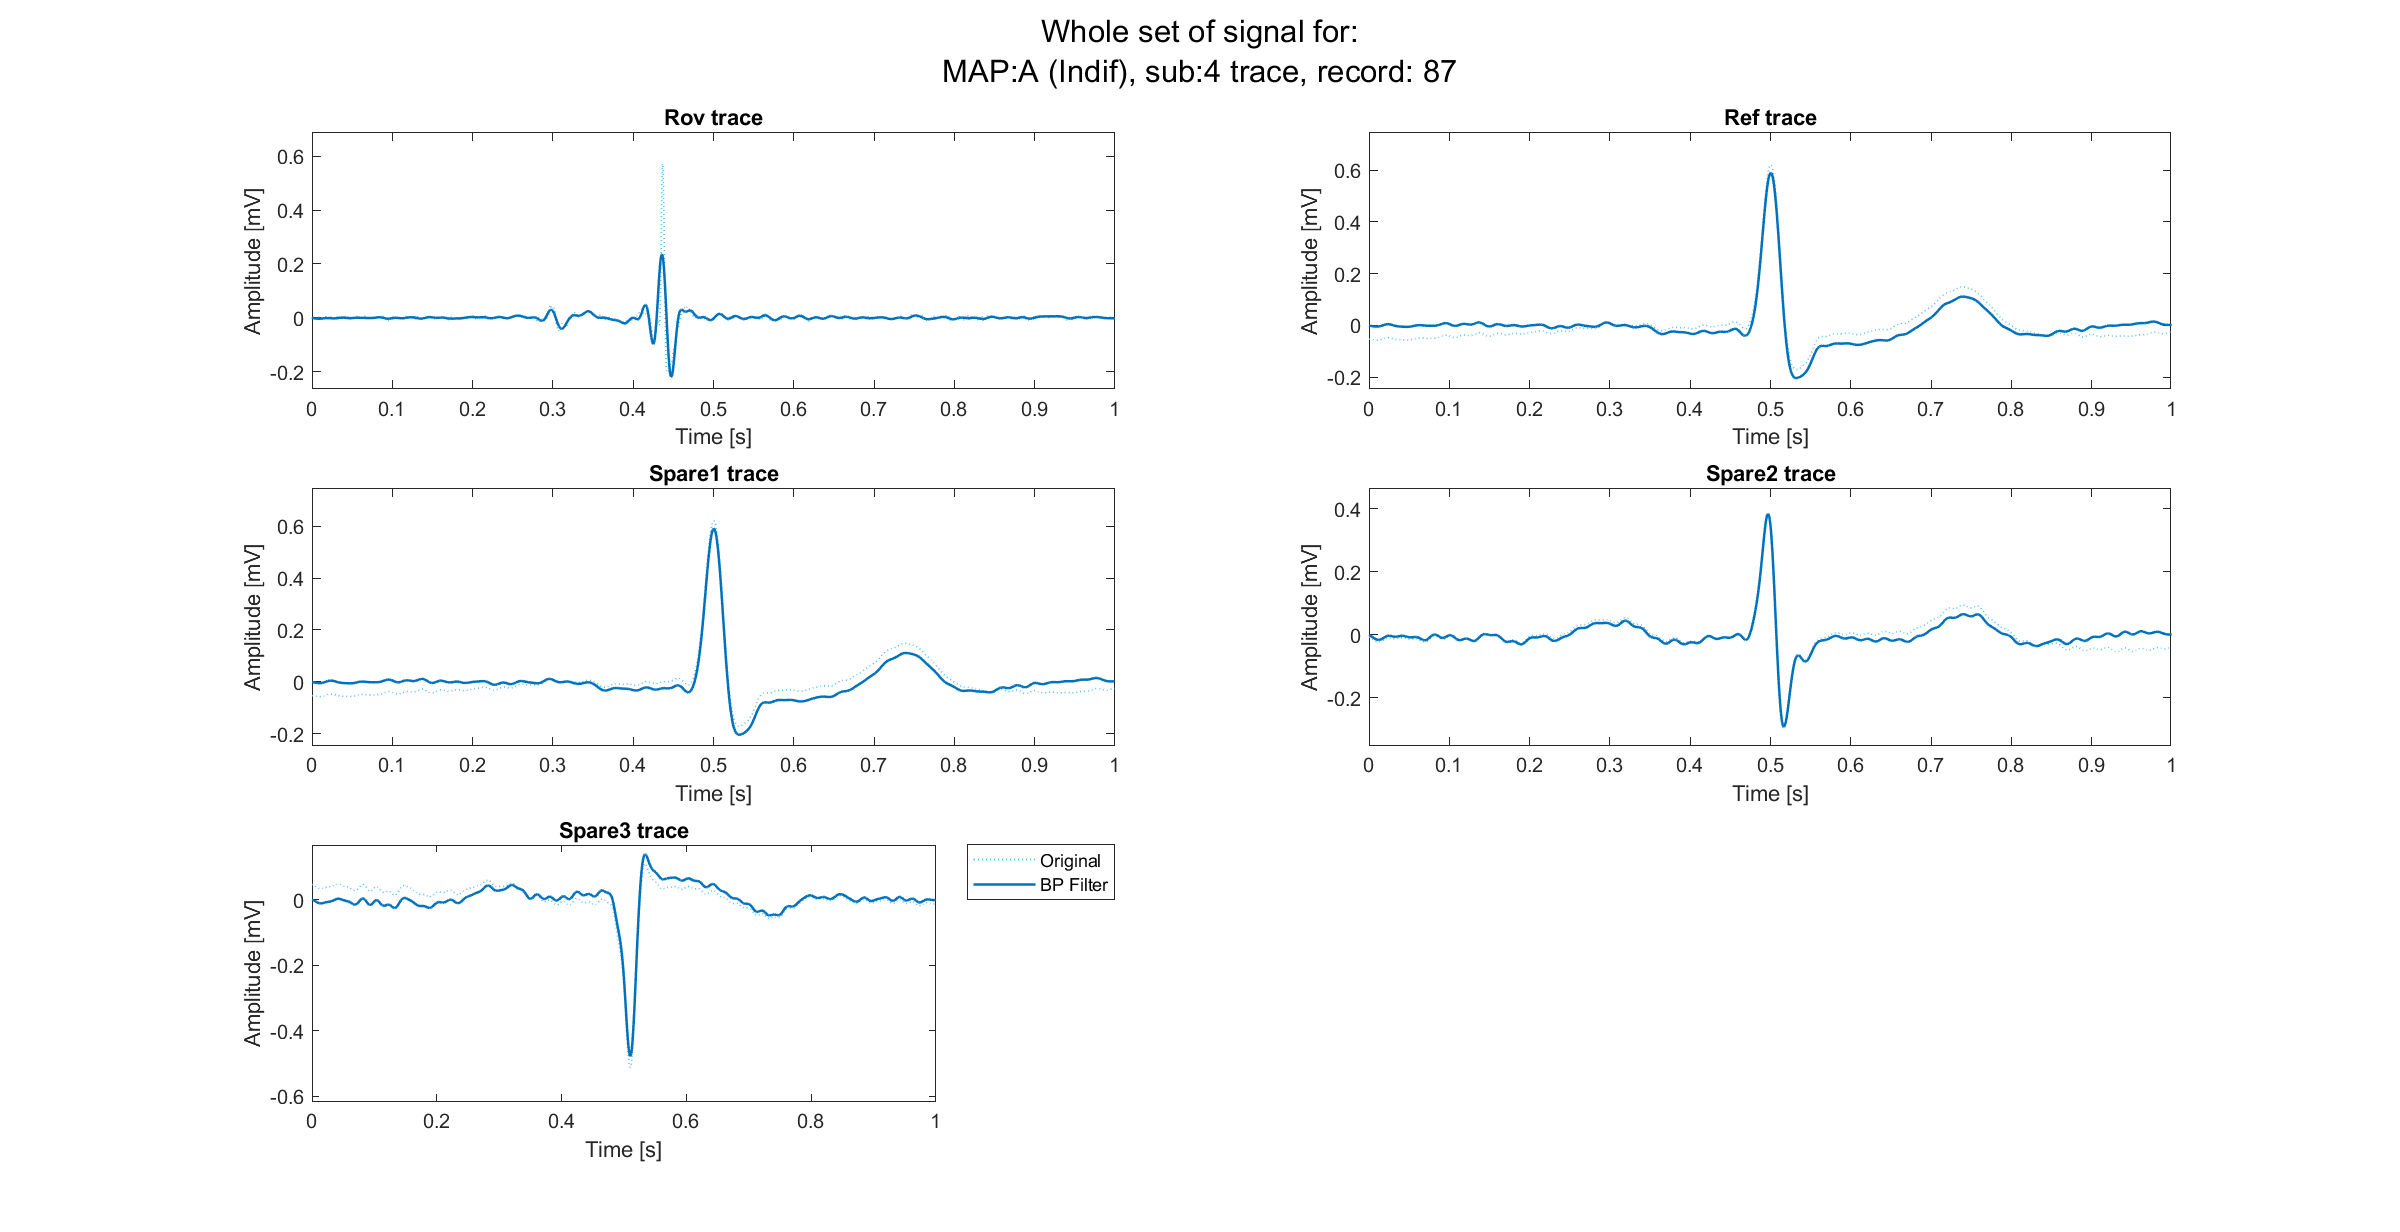 Whole set of signal for:
MAP:A (Indif), sub:4 trace, record: 87
Rov trace
Amplitude [mV]
0.6
0.4
0.2
0
-0.2
0 0.1 0.2 0.3 0.4 0.5 0.6 0.7 0.8 0.9 1
Time [s]
Ref trace
Amplitude [mV]
0.6
0.4
0.2
0
-0.2
0 0.1 0.2 0.3 0.4 0.5 0.6 0.7 0.8 0.9 1
Time [s]
Spare1 trace
Amplitude [mV]
0.6
0.4
0.2
0
-0.2
0 0.1 0.2 0.3 0.4 0.5 0.6 0.7 0.8 0.9 1
Time [s]
Spare2 trace
Amplitude [mV]
0.4
0.2
0
-0.2
0 0.1 0.2 0.3 0.4 0.5 0.6 0.7 0.8 0.9 1
Time [s]
Spare3 trace
Amplitude [mV]
0
-0.2
-0.4
-0.6
0 0.2 0.4 0.6 0.8 1
Time [s]
Original
BP Filter